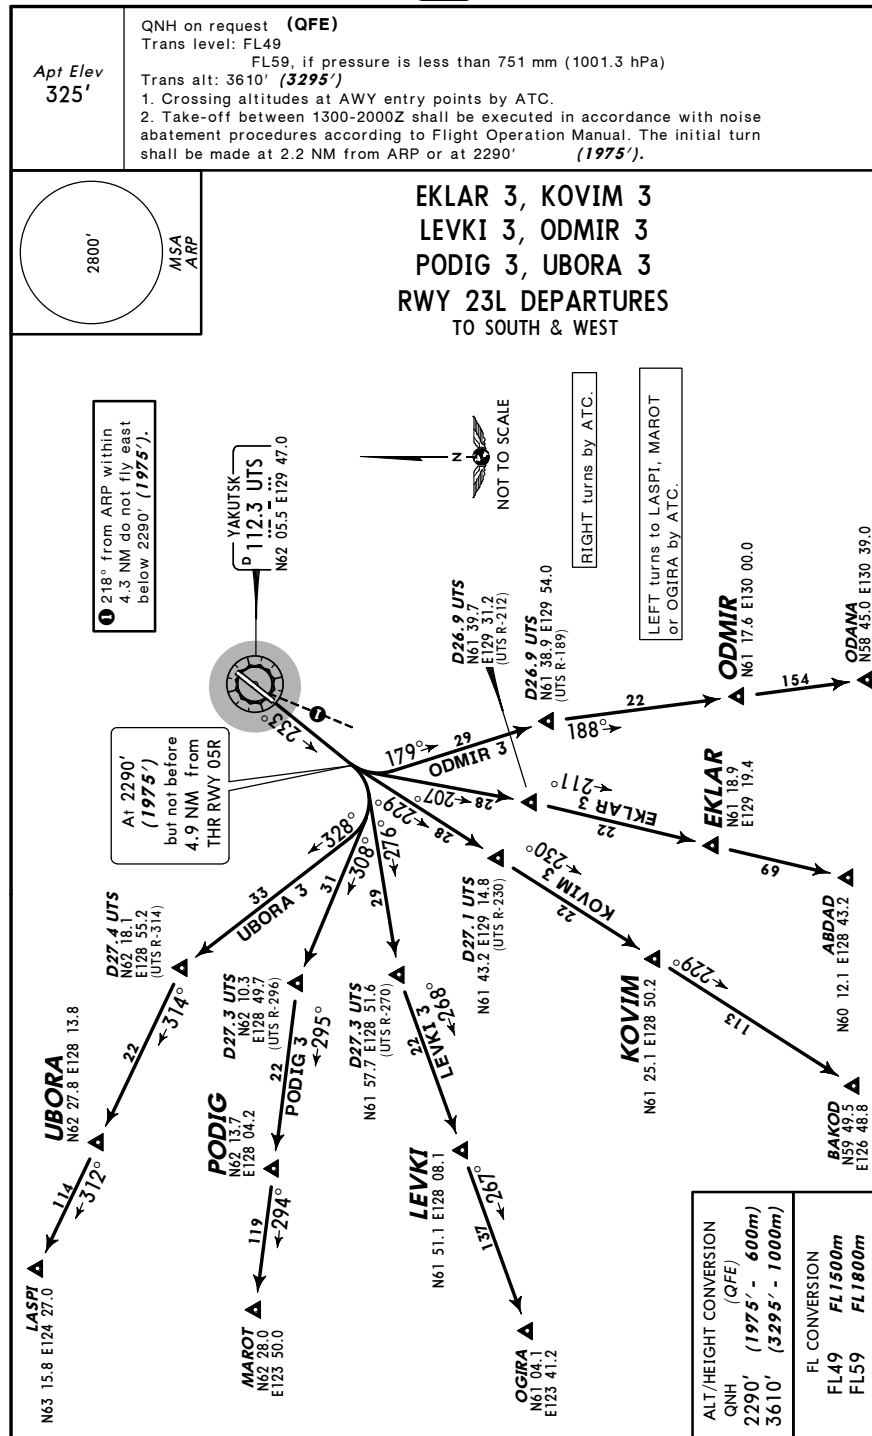 Apt Elev
325'
QNH on request (QFE)
Trans level: FL49
FL59, if pressure is less than 751 mm (1001.3 hPa)
Trans alt: 3610' (3295')
1. Crossing altitudes at AWY entry points by ATC.
2. Take-off between 1300-2000Z shall be executed in accordance with noise
abatement procedures according to Flight Operation Manual. The initial turn
shall be made at 2.2 NM from ARP or at 2290' (1975').
2800'
MSA
ARP
EKLAR 3, KOVIM 3
LEVKI 3, ODMIR 3
PODIG 3, UBORA 3
RWY 23L DEPARTURES
TO SOUTH & WEST
1 218° from ARP within
4.3 NM do not fly east
below 2290' (1975').
YAKUTSK
D 112.3 UTS
N62 05.5 E129 47.0
N
NOT TO SCALE
RIGHT turns by ATC.
LEFT turns to LASPI, MAROT
or OGIRA by ATC.
At 2290'
(1975')
but not before
4.9 NM from
THR RWY 05R
233°
1
179°
29
ODMIR 3
D26.9 UTS
N61 38.9 E129 54.0
(UTS R-189)
188°
22
ODMIR
N61 17.6 E130 00.0
154
ODANA
N58 45.0 E130 39.0
207°
28
D26.9 UTS
N61 39.7
E129 31.2
(UTS R-212)
211°
EKLAR 3
22
EKLAR
N61 18.9
E129 19.4
69
ABDAD
N60 12.1 E128 43.2
229°
28
D27.1 UTS
N61 43.2 E129 14.8
(UTS R-230)
230°
KOVIM 3
22
KOVIM
N61 25.1 E128 50.2
229°
113
BAKOD
N59 49.5
E126 48.8
276°
29
D27.3 UTS
N61 57.7 E128 51.6
(UTS R-270)
268°
22
LEVKI 3
LEVKI
N61 51.1 E128 08.1
267°
137
OGIRA
N61 04.1
E123 41.2
308°
31
D27.3 UTS
N62 10.3
E128 49.7
(UTS R-296)
295°
22
PODIG 3
PODIG
N62 13.7
E128 04.2
294°
119
MAROT
N62 28.0
E123 50.0
328°
33
UBORA 3
D27.4 UTS
N62 18.1
E128 55.2
(UTS R-314)
314°
22
UBORA
N62 27.8 E128 13.8
312°
114
LASPI
N63 15.8 E124 27.0
ALT/HEIGHT CONVERSION
QNH (QFE)
2290' (1975' - 600m)
3610' (3295' - 1000m)
FL CONVERSION
FL49 FL1500m
FL59 FL1800m